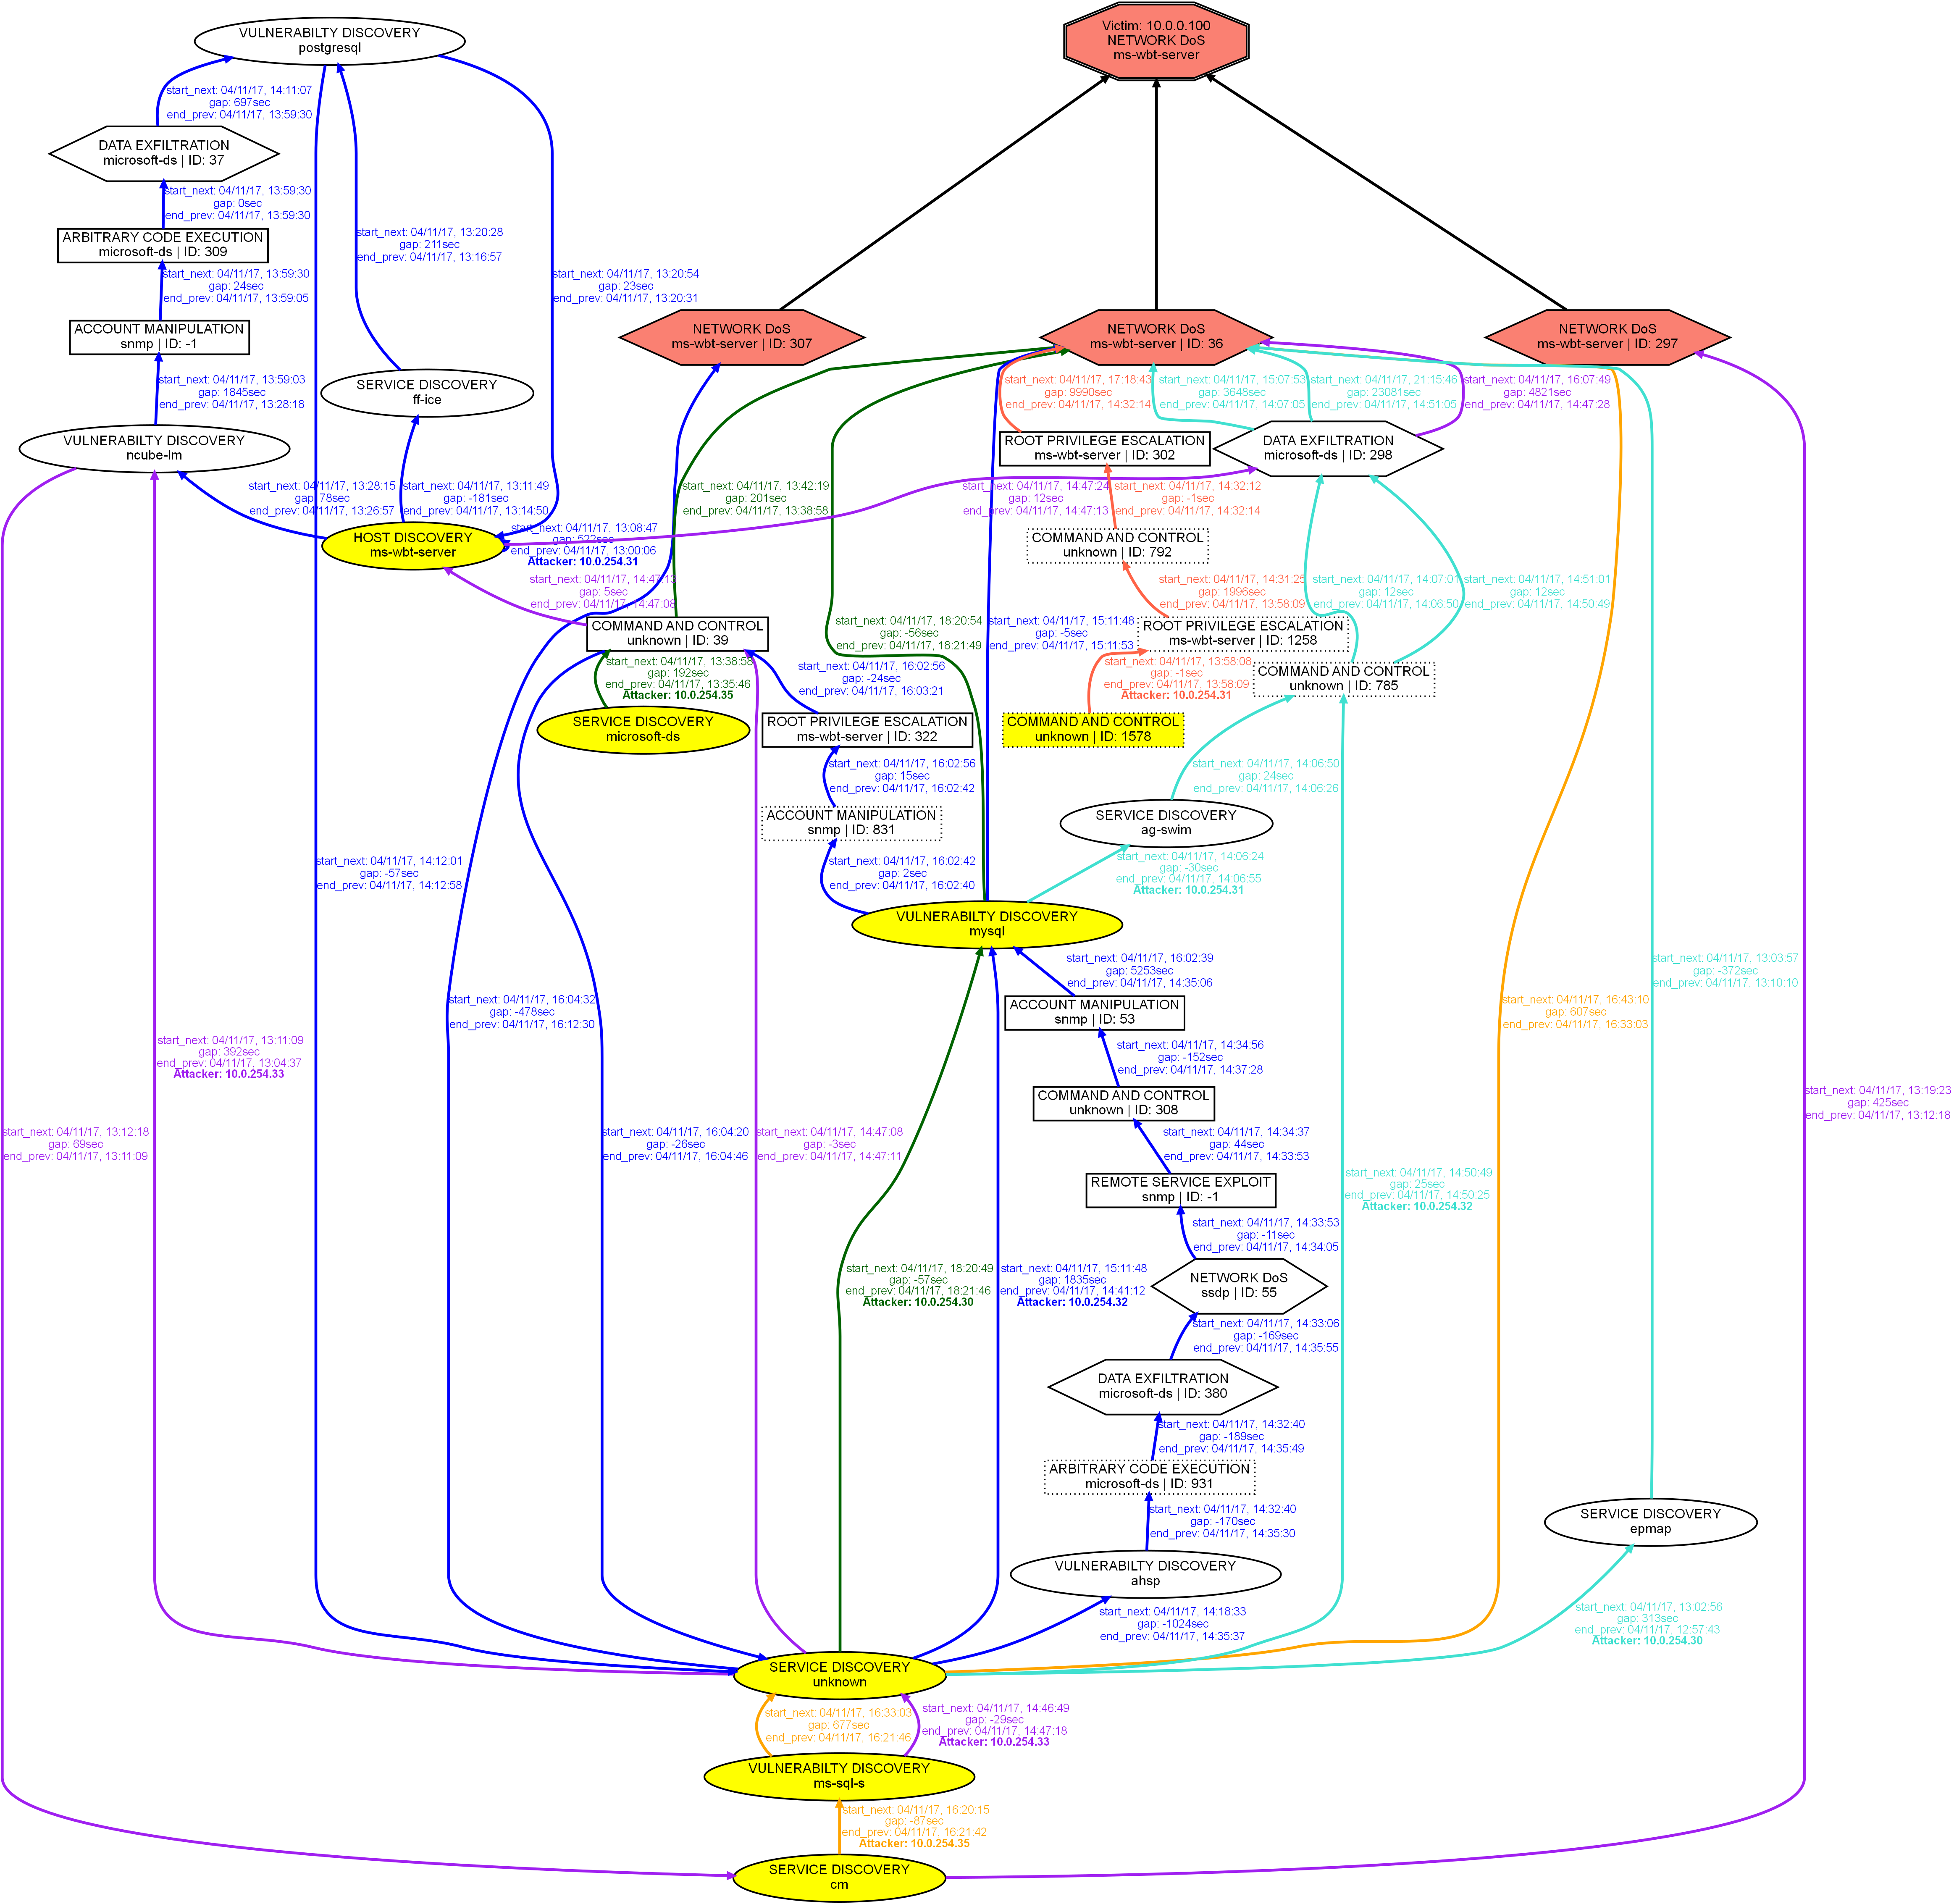 Victim: 10.0.0.100
NETWORK DoS
ms-wbt-server
VULNERABILTY DISCOVERY
postgresql
start_next: 04/11/17, 14:11:07
gap: 697sec
end_prev: 04/11/17, 13:59:30
DATA EXFILTRATION
microsoft-ds | ID: 37
start_next: 04/11/17, 13:59:30
gap: 0sec
end_prev: 04/11/17, 13:59:30
ARBITRARY CODE EXECUTION
microsoft-ds | ID: 309
start_next: 04/11/17, 13:20:28
gap: 211sec
end_prev: 04/11/17, 13:16:57
start_next: 04/11/17, 13:59:30
gap: 24sec
end_prev: 04/11/17, 13:59:05
start_next: 04/11/17, 13:20:54
gap: 23sec
end_prev: 04/11/17, 13:20:31
ACCOUNT MANIPULATION
snmp | ID: -1
NETWORK DoS
ms-wbt-server | ID: 307
NETWORK DoS
ms-wbt-server | ID: 36
NETWORK DoS
ms-wbt-server | ID: 297
start_next: 04/11/17, 13:59:03
gap: 1845sec
end_prev: 04/11/17, 13:28:18
SERVICE DISCOVERY
ff-ice
start_next: 04/11/17, 17:18:43
gap: 9990sec
end_prev: 04/11/17, 14:32:14
start_next: 04/11/17, 15:07:53
gap: 3648sec
end_prev: 04/11/17, 14:07:05
start_next: 04/11/17, 21:15:46
gap: 23081sec
end_prev: 04/11/17, 14:51:05
start_next: 04/11/17, 16:07:49
gap: 4821sec
end_prev: 04/11/17, 14:47:28
VULNERABILTY DISCOVERY
ncube-lm
ROOT PRIVILEGE ESCALATION
ms-wbt-server | ID: 302
DATA EXFILTRATION
microsoft-ds | ID: 298
start_next: 04/11/17, 13:28:15
gap: 78sec
end_prev: 04/11/17, 13:26:57
start_next: 04/11/17, 13:11:49
gap: -181sec
end_prev: 04/11/17, 13:14:50
start_next: 04/11/17, 13:42:19
gap: 201sec
end_prev: 04/11/17, 13:38:58
start_next: 04/11/17, 14:47:24
gap: 12sec
end_prev: 04/11/17, 14:47:13
start_next: 04/11/17, 14:32:12
gap: -1sec
end_prev: 04/11/17, 14:32:14
HOST DISCOVERY
ms-wbt-server
start_next: 04/11/17, 13:08:47
gap: 522sec
end_prev: 04/11/17, 13:00:06
Attacker: 10.0.254.31
COMMAND AND CONTROL
unknown | ID: 792
start_next: 04/11/17, 14:47:13
gap: 5sec
end_prev: 04/11/17, 14:47:08
start_next: 04/11/17, 14:31:25
gap: 1996sec
end_prev: 04/11/17, 13:58:09
start_next: 04/11/17, 14:07:01
gap: 12sec
end_prev: 04/11/17, 14:06:50
start_next: 04/11/17, 14:51:01
gap: 12sec
end_prev: 04/11/17, 14:50:49
COMMAND AND CONTROL
unknown | ID: 39
start_next: 04/11/17, 18:20:54
gap: -56sec
end_prev: 04/11/17, 18:21:49
start_next: 04/11/17, 15:11:48
gap: -5sec
end_prev: 04/11/17, 15:11:53
ROOT PRIVILEGE ESCALATION
ms-wbt-server | ID: 1258
start_next: 04/11/17, 13:38:58
gap: 192sec
end_prev: 04/11/17, 13:35:46
Attacker: 10.0.254.35
start_next: 04/11/17, 16:02:56
gap: -24sec
end_prev: 04/11/17, 16:03:21
start_next: 04/11/17, 13:58:08
gap: -1sec
end_prev: 04/11/17, 13:58:09
Attacker: 10.0.254.31
COMMAND AND CONTROL
unknown | ID: 785
SERVICE DISCOVERY
microsoft-ds
ROOT PRIVILEGE ESCALATION
ms-wbt-server | ID: 322
COMMAND AND CONTROL
unknown | ID: 1578
start_next: 04/11/17, 16:02:56
gap: 15sec
end_prev: 04/11/17, 16:02:42
start_next: 04/11/17, 14:06:50
gap: 24sec
end_prev: 04/11/17, 14:06:26
ACCOUNT MANIPULATION
snmp | ID: 831
SERVICE DISCOVERY
ag-swim
start_next: 04/11/17, 14:12:01
gap: -57sec
end_prev: 04/11/17, 14:12:58
start_next: 04/11/17, 16:02:42
gap: 2sec
end_prev: 04/11/17, 16:02:40
start_next: 04/11/17, 14:06:24
gap: -30sec
end_prev: 04/11/17, 14:06:55
Attacker: 10.0.254.31
VULNERABILTY DISCOVERY
mysql
start_next: 04/11/17, 16:02:39
gap: 5253sec
end_prev: 04/11/17, 14:35:06
start_next: 04/11/17, 13:03:57
gap: -372sec
end_prev: 04/11/17, 13:10:10
start_next: 04/11/17, 16:04:32
gap: -478sec
end_prev: 04/11/17, 16:12:30
ACCOUNT MANIPULATION
snmp | ID: 53
start_next: 04/11/17, 16:43:10
gap: 607sec
end_prev: 04/11/17, 16:33:03
start_next: 04/11/17, 13:11:09
gap: 392sec
end_prev: 04/11/17, 13:04:37
Attacker: 10.0.254.33
start_next: 04/11/17, 14:34:56
gap: -152sec
end_prev: 04/11/17, 14:37:28
COMMAND AND CONTROL
unknown | ID: 308
start_next: 04/11/17, 13:19:23
gap: 425sec
end_prev: 04/11/17, 13:12:18
start_next: 04/11/17, 13:12:18
gap: 69sec
end_prev: 04/11/17, 13:11:09
start_next: 04/11/17, 16:04:20
gap: -26sec
end_prev: 04/11/17, 16:04:46
start_next: 04/11/17, 14:47:08
gap: -3sec
end_prev: 04/11/17, 14:47:11
start_next: 04/11/17, 14:34:37
gap: 44sec
end_prev: 04/11/17, 14:33:53
REMOTE SERVICE EXPLOIT
snmp | ID: -1
start_next: 04/11/17, 14:50:49
gap: 25sec
end_prev: 04/11/17, 14:50:25
Attacker: 10.0.254.32
start_next: 04/11/17, 14:33:53
gap: -11sec
end_prev: 04/11/17, 14:34:05
start_next: 04/11/17, 18:20:49
gap: -57sec
end_prev: 04/11/17, 18:21:46
Attacker: 10.0.254.30
start_next: 04/11/17, 15:11:48
gap: 1835sec
end_prev: 04/11/17, 14:41:12
Attacker: 10.0.254.32
NETWORK DoS
ssdp | ID: 55
start_next: 04/11/17, 14:33:06
gap: -169sec
end_prev: 04/11/17, 14:35:55
DATA EXFILTRATION
microsoft-ds | ID: 380
start_next: 04/11/17, 14:32:40
gap: -189sec
end_prev: 04/11/17, 14:35:49
ARBITRARY CODE EXECUTION
microsoft-ds | ID: 931
start_next: 04/11/17, 14:32:40
gap: -170sec
end_prev: 04/11/17, 14:35:30
SERVICE DISCOVERY
epmap
VULNERABILTY DISCOVERY
ahsp
start_next: 04/11/17, 14:18:33
gap: -1024sec
end_prev: 04/11/17, 14:35:37
start_next: 04/11/17, 13:02:56
gap: 313sec
end_prev: 04/11/17, 12:57:43
Attacker: 10.0.254.30
SERVICE DISCOVERY
unknown
start_next: 04/11/17, 16:33:03
gap: 677sec
end_prev: 04/11/17, 16:21:46
start_next: 04/11/17, 14:46:49
gap: -29sec
end_prev: 04/11/17, 14:47:18
Attacker: 10.0.254.33
VULNERABILTY DISCOVERY
ms-sql-s
start_next: 04/11/17, 16:20:15
gap: -87sec
end_prev: 04/11/17, 16:21:42
Attacker: 10.0.254.35
SERVICE DISCOVERY
cm